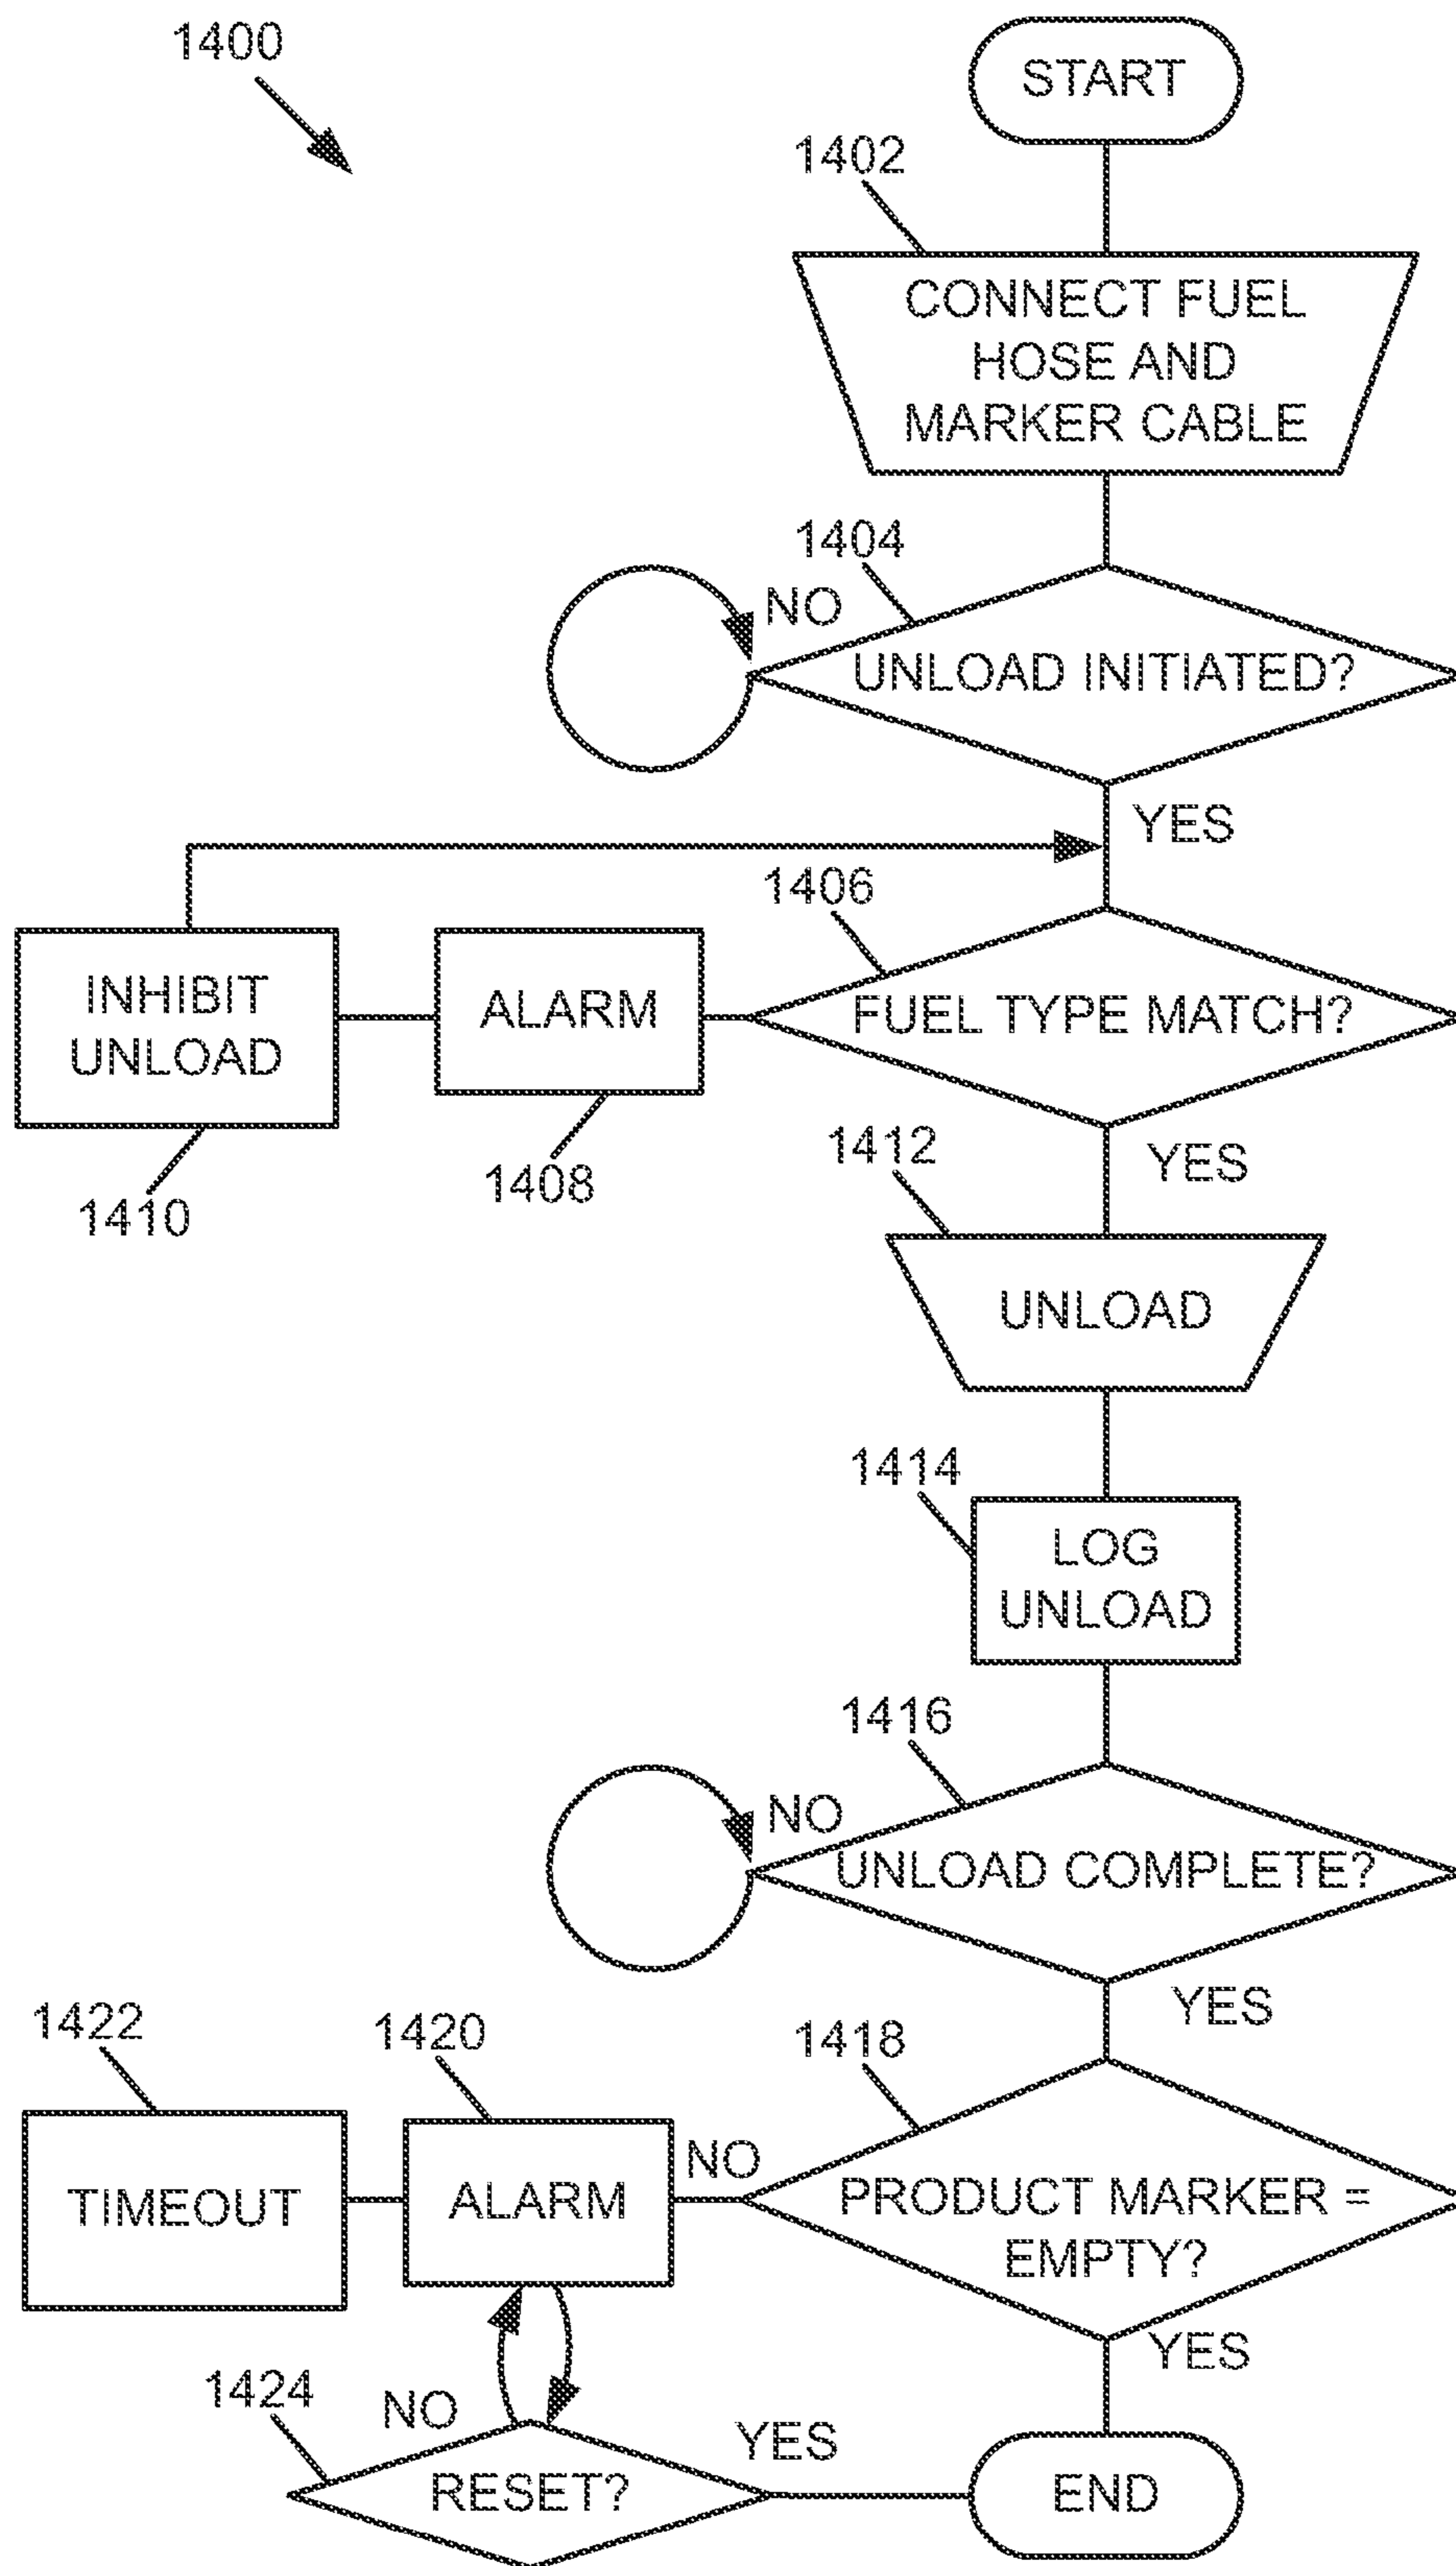 1400
START
1402
CONNECT FUEL
HOSE AND
MARKER CABLE
1404
NO
UNLOAD INITIATED?
YES
1406
INHIBIT
UNLOAD
ALARM
FUEL TYPE MATCH?
1408
1410
YES
1412
UNLOAD
1414
LOG
UNLOAD
1416
NO
UNLOAD COMPLETE?
YES
1422
1420
1418
TIMEOUT
ALARM
NO
PRODUCT MARKER =
EMPTY?
YES
1424
NO
YES
RESET?
END